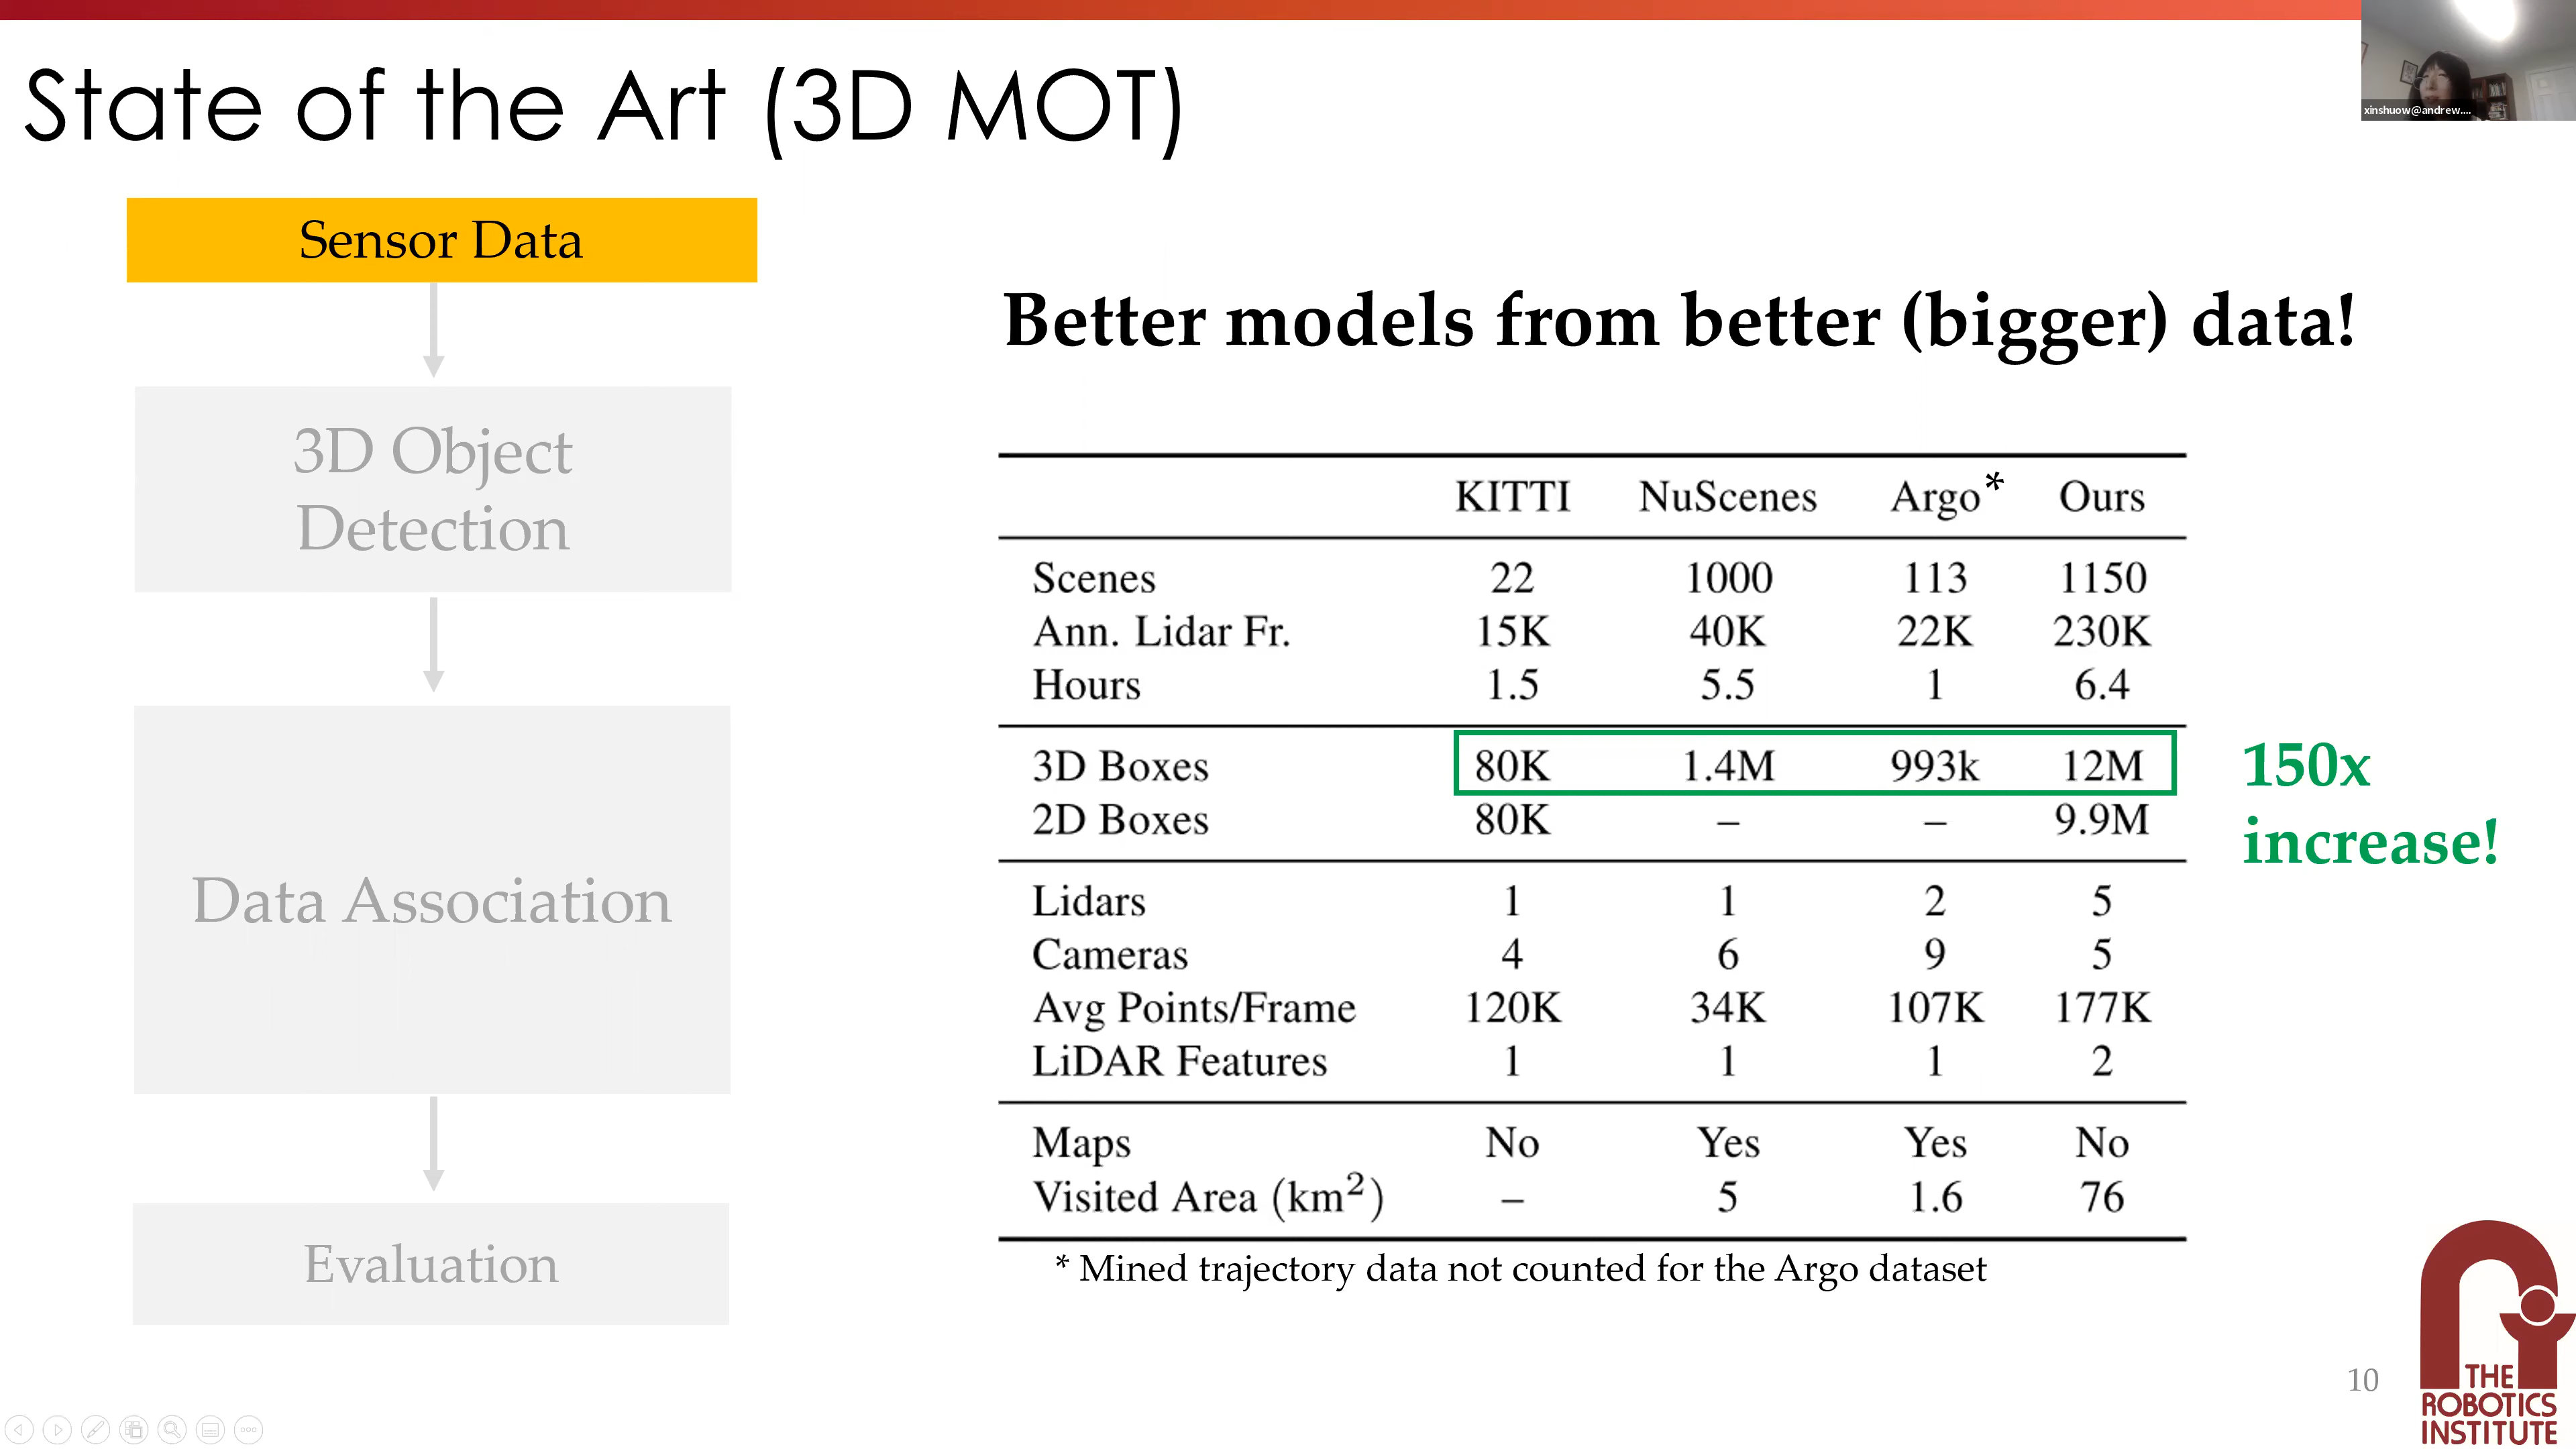 State of the Art (3D MOT)
xinshuow@andrew....
Sensor Data
3D Object
Detection
Data Association
Evaluation
Better models from better (bigger) data!
KITTI NuScenes Argo* Ours
Scenes 22 1000 113 1150
Ann. Lidar Fr. 15K 40K 22K 230K
Hours 1.5 5.5 1 6.4
3D Boxes 80K 1.4M 993k 12M
2D Boxes 80K – – 9.9M
Lidars 1 1 2 5
Cameras 4 6 9 5
Avg Points/Frame 120K 34K 107K 177K
LiDAR Features 1 1 1 2
Maps No Yes Yes No
Visited Area (km²) – 5 1.6 76
* Mined trajectory data not counted for the Argo dataset
150x
increase!
10
THE
ROBOTICS
INSTITUTE